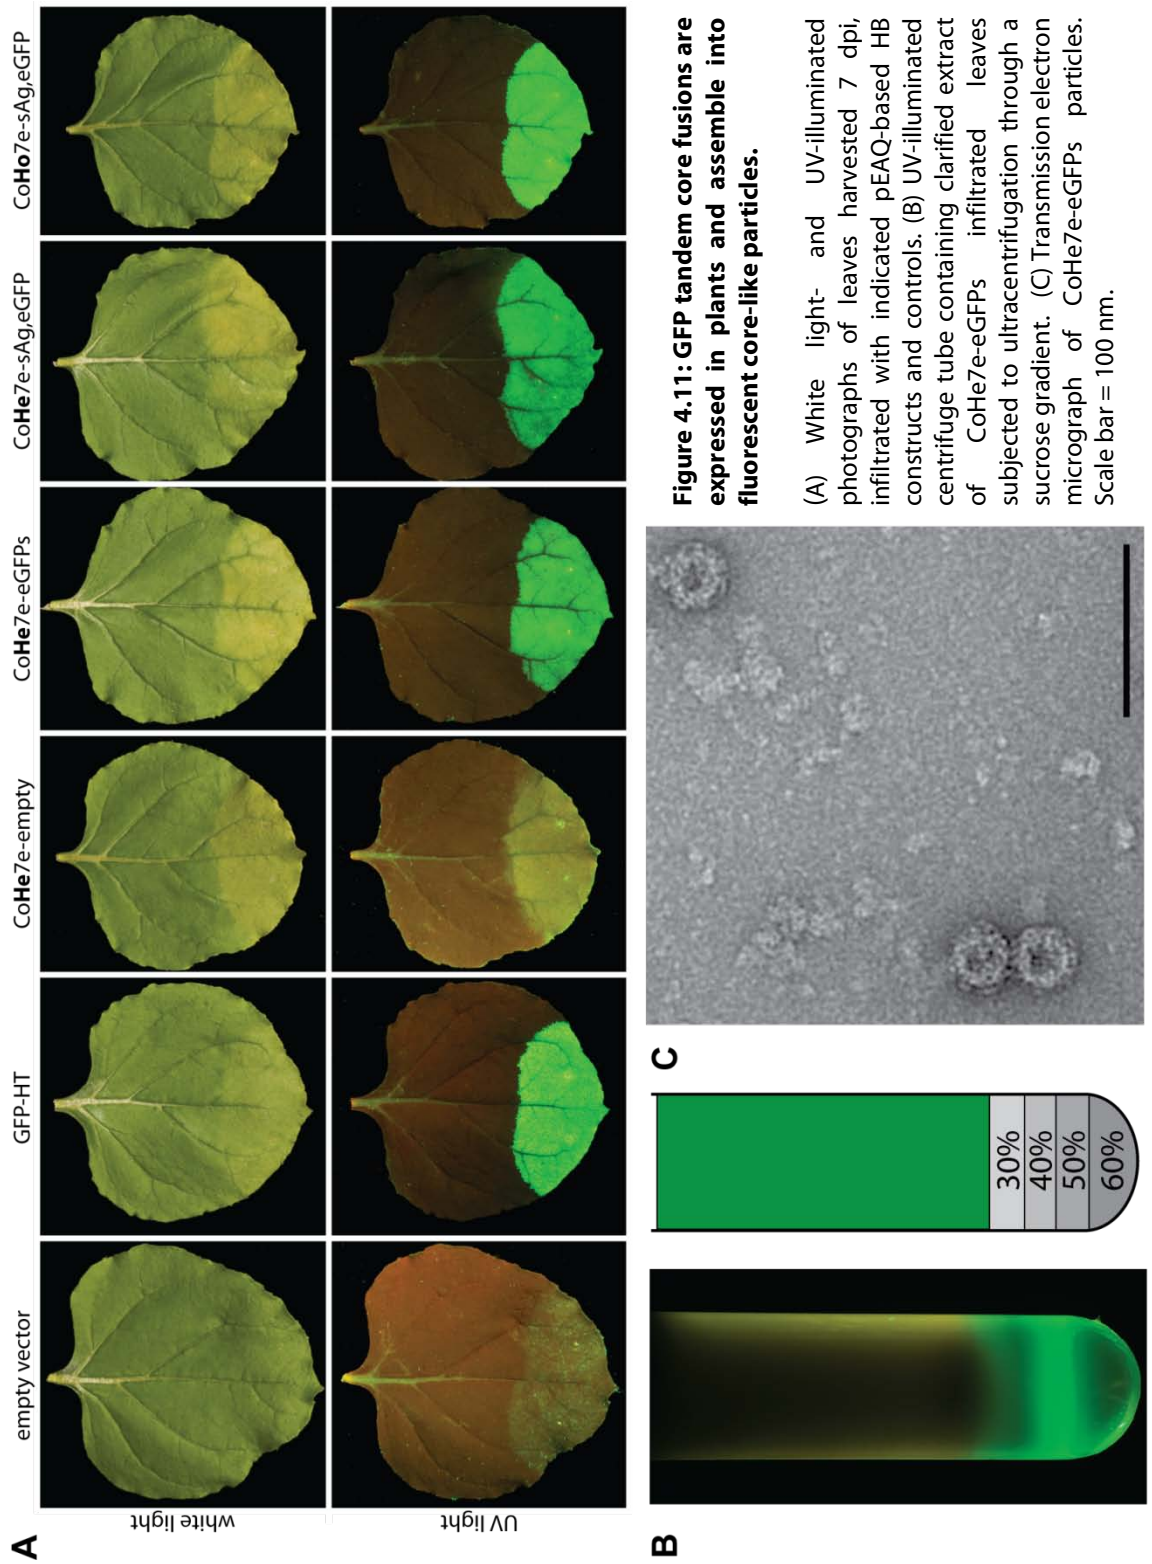 A
empty vector
GFP-HT
CoHe7e-empty
CoHe7e-eGFPs
CoHe7e-sAg,eGFP
CoHo7e-sAg,eGFP
white light
UV light
B
30%
40%
50%
60%
C
Figure 4.11: GFP tandem core fusions are
expressed in plants and assemble into
fluorescent core-like particles.
(A) White light- and UV-illuminated
photographs of leaves harvested 7 dpi,
infiltrated with indicated pEAQ-based HB
constructs and controls. (B) UV-illuminated
centrifuge tube containing clarified extract
of CoHe7e-eGFPs infiltrated leaves
subjected to ultracentrifugation through a
sucrose gradient. (C) Transmission electron
micrograph of CoHe7e-eGFPs particles.
Scale bar = 100 nm.